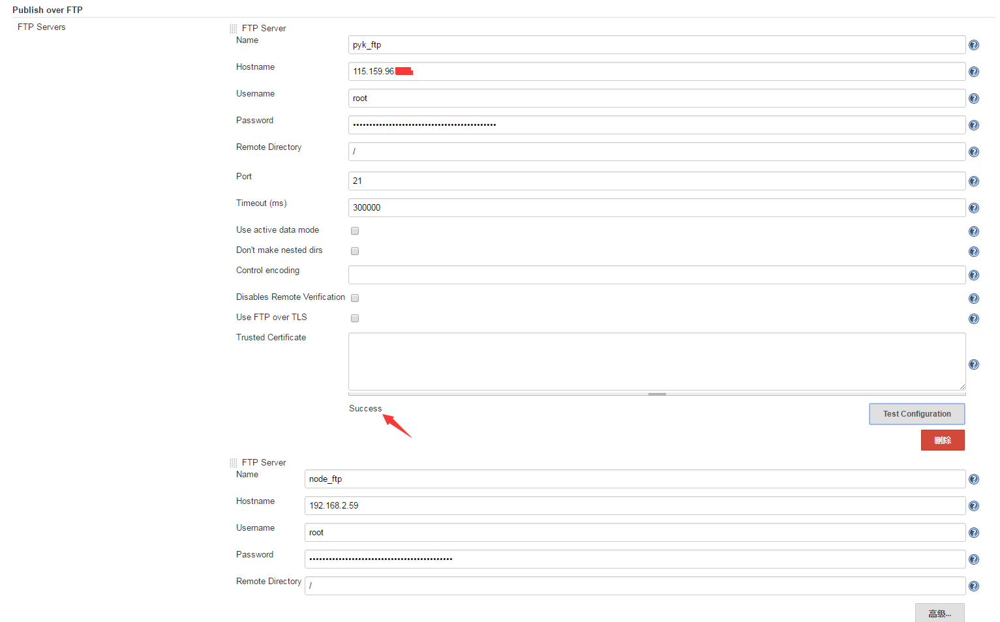 Publish over FTP
FTP Servers
FTP Server
Name
pyk_ftp
Hostname
115.159.96.
Username
root
Password
••••••••••••••••••••••••••••••••••••••••••••
Remote Directory
/
Port
21
Timeout (ms)
300000
Use active data mode
Don't make nested dirs
Control encoding
Disables Remote Verification
Use FTP over TLS
Trusted Certificate
Success
Test Configuration
删除
FTP Server
Name
node_ftp
Hostname
192.168.2.59
Username
root
Password
••••••••••••••••••••••••••••••••••••••••••••
Remote Directory
/
高级...